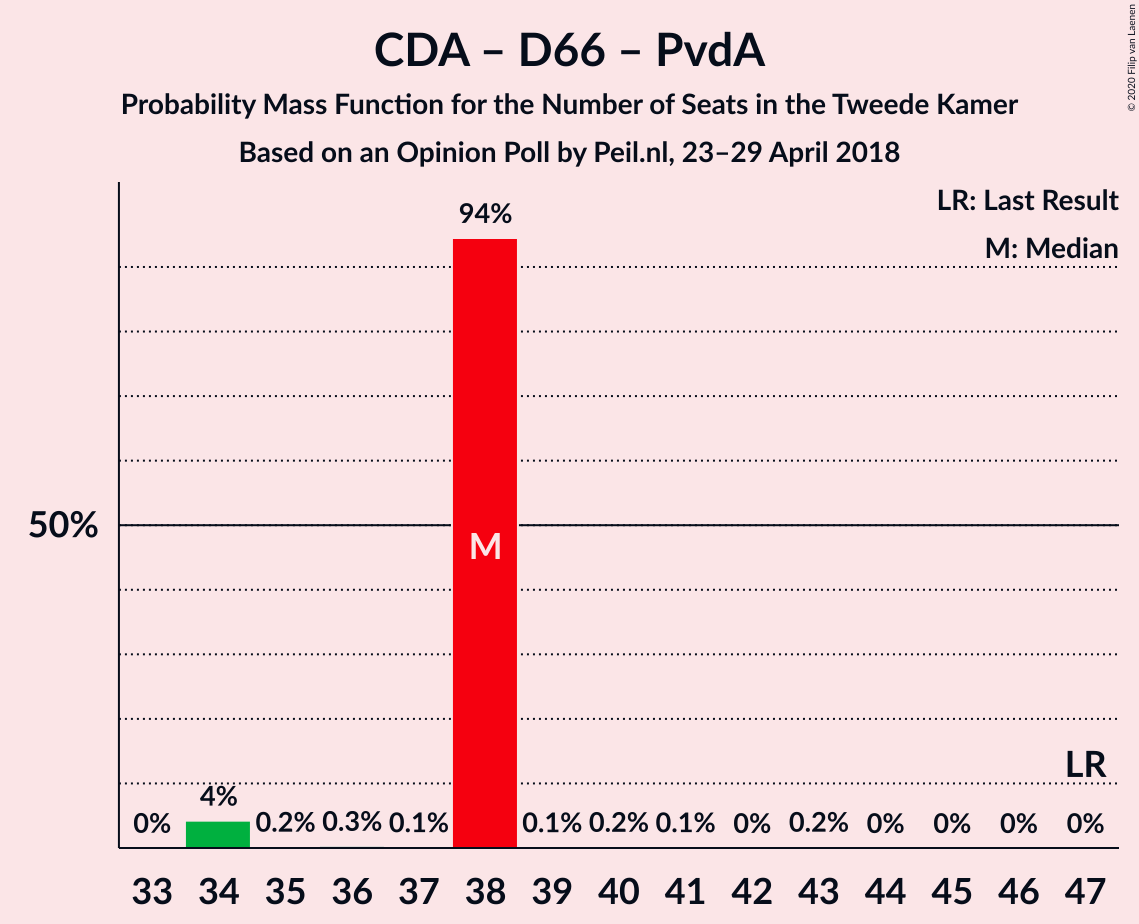 CDA – D66 – PvdA
Probability Mass Function for the Number of Seats in the Tweede Kamer
Based on an Opinion Poll by Peil.nl, 23–29 April 2018
© 2020 Filip van Laenen
LR: Last Result
M: Median
94%
50%
M
LR
0% 4% 0.2% 0.3% 0.1% 0.1% 0.2% 0.1% 0% 0.2% 0% 0% 0% 0%
33 34 35 36 37 38 39 40 41 42 43 44 45 46 47